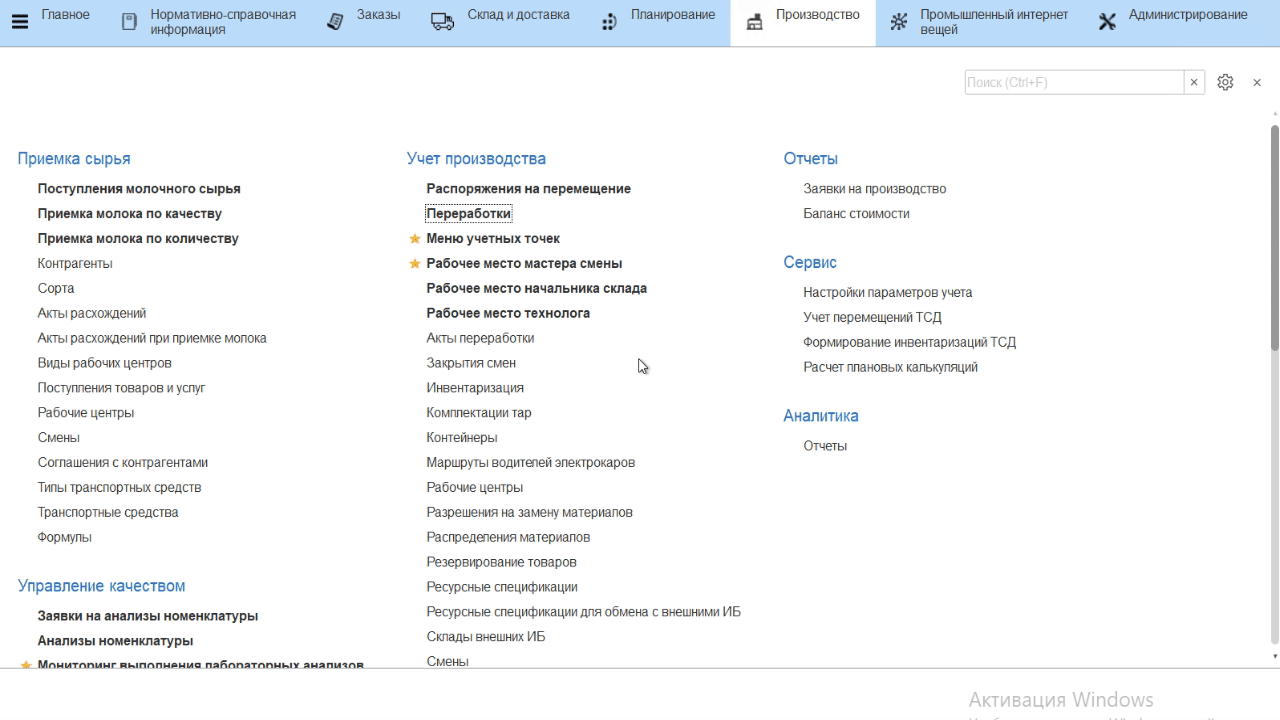 Главное
Нормативно-справочная
информация
Заказы
Склад и доставка
Планирование
Производство
Промышленный интернет
вещей
Администрирование
Поиск (Ctrl+F)
Приемка сырья
Поступления молочного сырья
Приемка молока по качеству
Приемка молока по количеству
Контрагенты
Сорта
Акты расхождений
Акты расхождений при приемке молока
Виды рабочих центров
Поступления товаров и услуг
Рабочие центры
Смены
Соглашения с контрагентами
Типы транспортных средств
Транспортные средства
Формулы
Управление качеством
Заявки на анализы номенклатуры
Анализы номенклатуры
Мониторинг выполнения лабораторных анализов
Учет производства
Распоряжения на перемещение
Переработки
Меню учетных точек
Рабочее место мастера смены
Рабочее место начальника склада
Рабочее место технолога
Акты переработки
Закрытия смен
Инвентаризация
Комплектации тар
Контейнеры
Маршруты водителей электрокаров
Рабочие центры
Разрешения на замену материалов
Распределения материалов
Резервирование товаров
Ресурсные спецификации
Ресурсные спецификации для обмена с внешними ИБ
Склады внешних ИБ
Смены
Отчеты
Заявки на производство
Баланс стоимости
Сервис
Настройки параметров учета
Учет перемещений ТСД
Формирование инвентаризаций ТСД
Расчет плановых калькуляций
Аналитика
Отчеты
Активация Windows